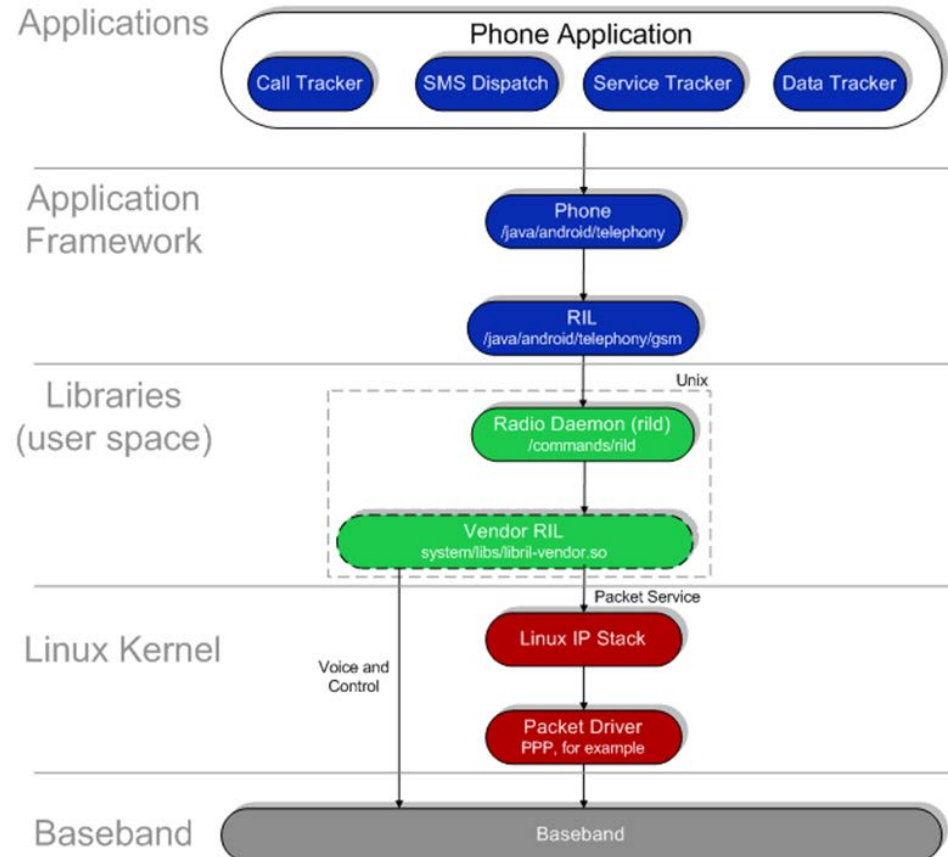 Applications
Phone Application
Call Tracker
SMS Dispatch
Service Tracker
Data Tracker
Application
Framework
Phone
/java/android/telephony
RIL
/java/android/telephony/gsm
Libraries
(user space)
Unix
Radio Daemon (rild)
/commands/rild
Vendor RIL
system/libs/libril-vendor.so
Packet Service
Linux Kernel
Linux IP Stack
Voice and
Control
Packet Driver
PPP, for example
Baseband
Baseband